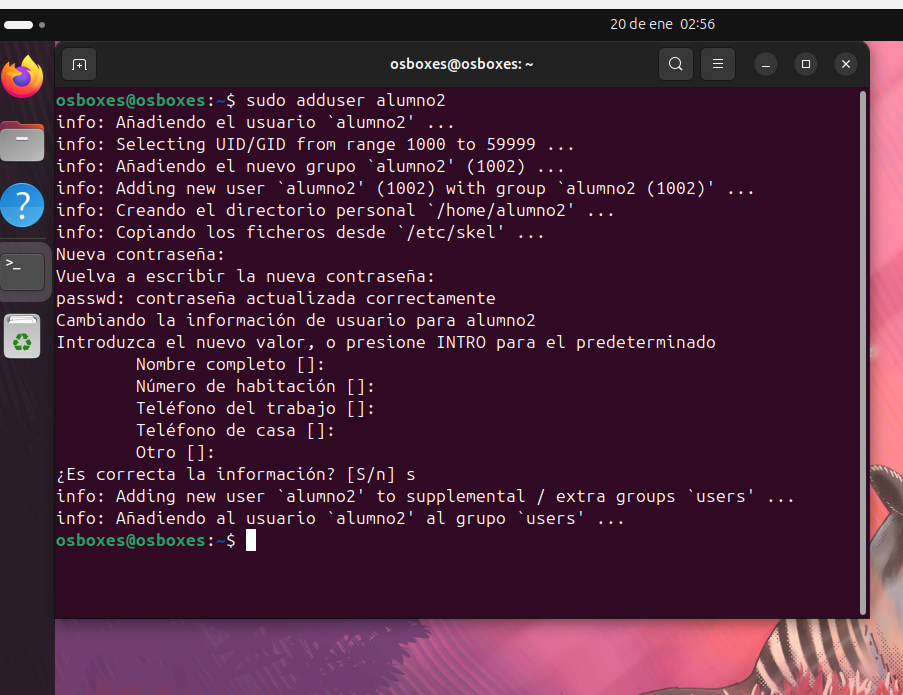 20 de ene 02:56
osboxes@osboxes: ~
osboxes@osboxes:~$ sudo adduser alumno2
info: Añadiendo el usuario `alumno2' ...
info: Selecting UID/GID from range 1000 to 59999 ...
info: Añadiendo el nuevo grupo `alumno2' (1002) ...
info: Adding new user `alumno2' (1002) with group `alumno2 (1002)' ...
info: Creando el directorio personal `/home/alumno2' ...
info: Copiando los ficheros desde `/etc/skel' ...
Nueva contraseña:
Vuelva a escribir la nueva contraseña:
passwd: contraseña actualizada correctamente
Cambiando la información de usuario para alumno2
Introduzca el nuevo valor, o presione INTRO para el predeterminado
Nombre completo []:
Número de habitación []:
Teléfono del trabajo []:
Teléfono de casa []:
Otro []:
¿Es correcta la información? [S/n] s
info: Adding new user `alumno2' to supplemental / extra groups `users' ...
info: Añadiendo al usuario `alumno2' al grupo `users' ...
osboxes@osboxes:~$